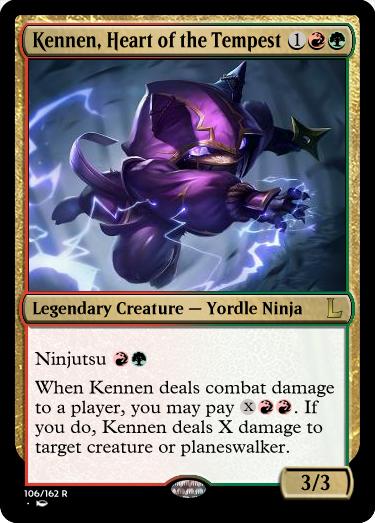 Kennen, Heart of the Tempest 1
Legendary Creature — Yordle Ninja L
Ninjutsu
When Kennen deals combat damage
to a player, you may pay X. If
you do, Kennen deals X damage to
target creature or planeswalker.
3/3
106/162 R